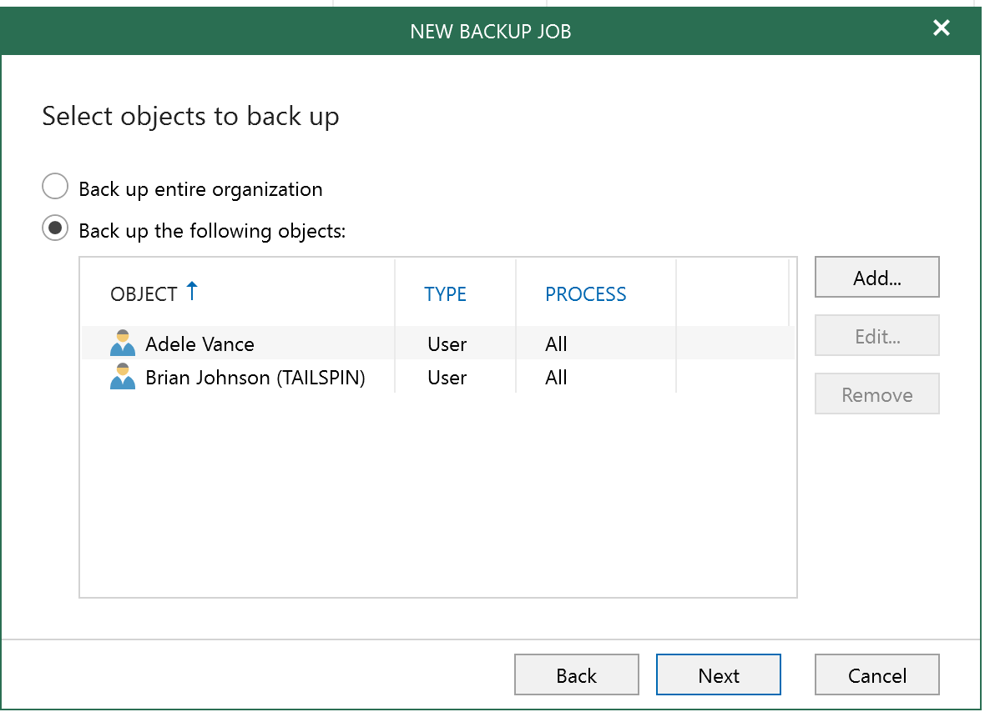 NEW BACKUP JOB
Select objects to back up
Back up entire organization
Back up the following objects:
OBJECT TYPE PROCESS
Adele Vance User All
Brian Johnson (TAILSPIN) User All
Add...
Edit...
Remove
Back Next Cancel